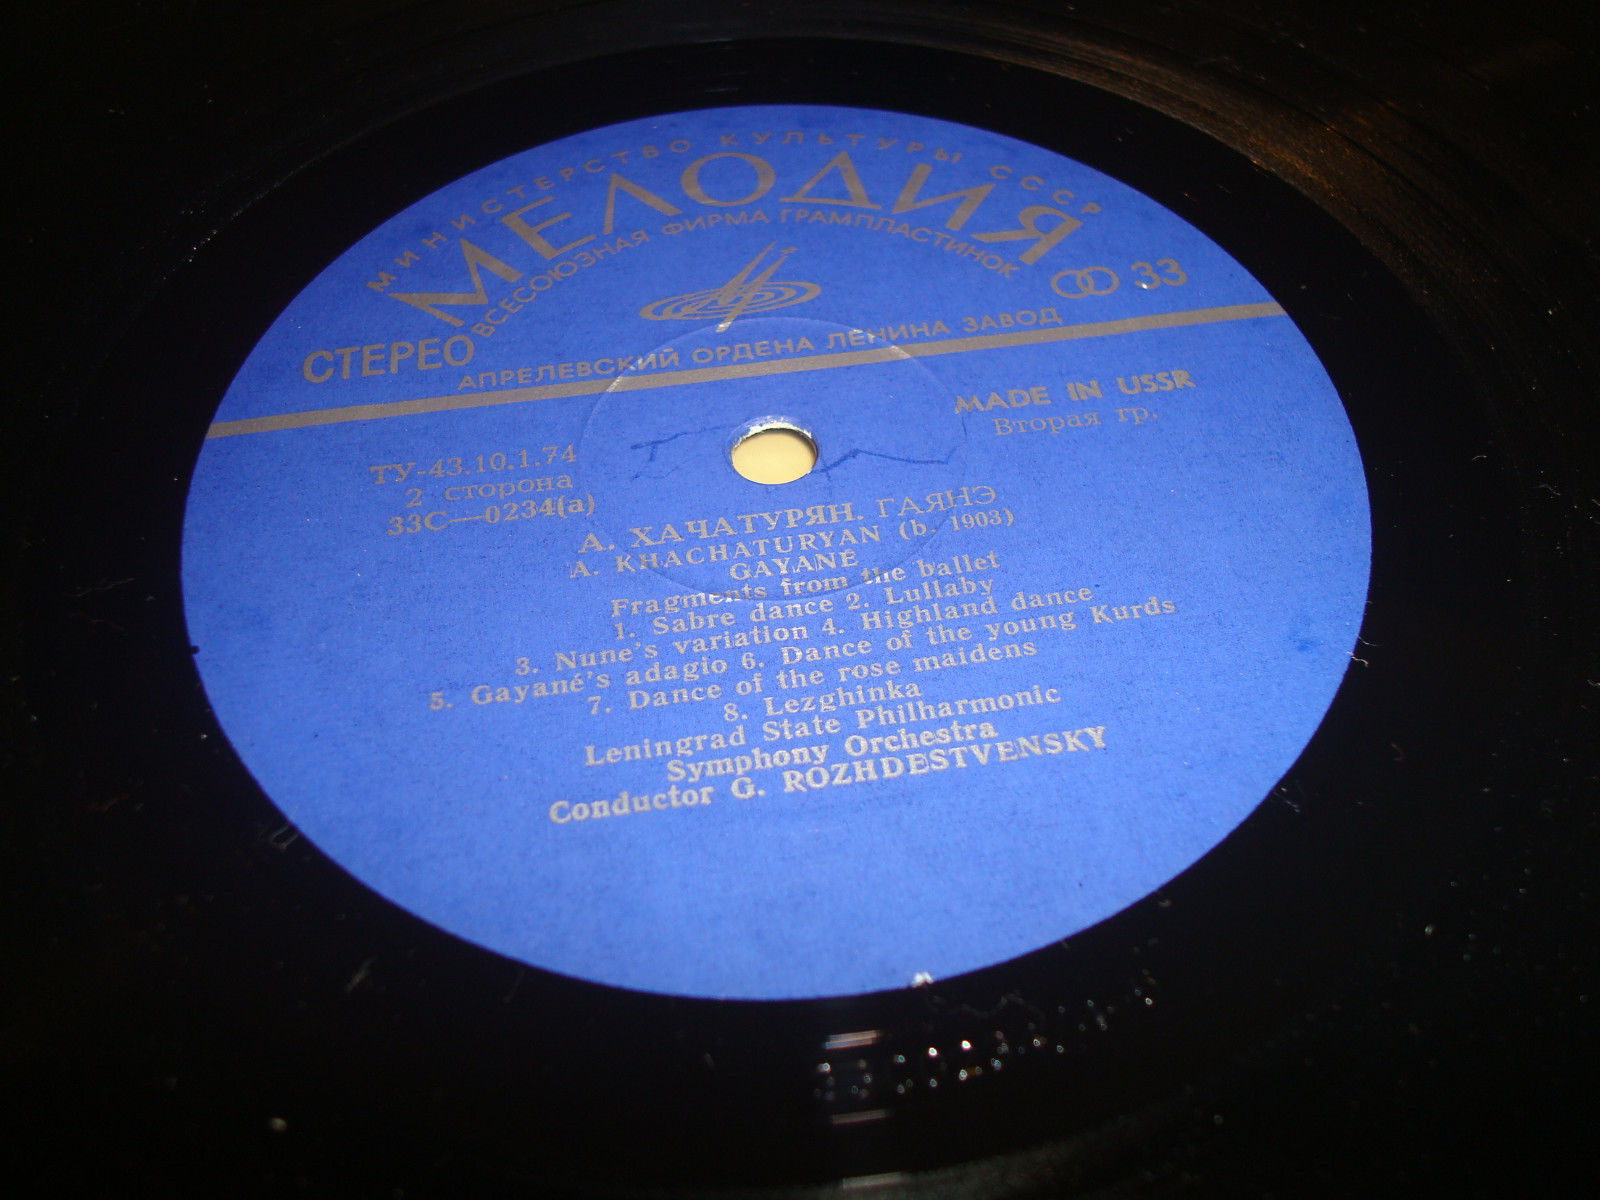 МИНИСТЕРСТВО КУЛЬТУРЫ СССР
МЕЛОДИЯ
ВСЕСОЮЗНАЯ ФИРМА ГРАМПЛАСТИНОК
СТЕРЕО
33
АПРЕЛЕВСКИЙ ОРДЕНА ЛЕНИНА ЗАВОД
MADE IN USSR
Вторая гр.
ТУ-43.10.1.74
2 сторона
33С—0234(а)
А. ХАЧАТУРЯН. ГАЯНЭ
A. KHACHATURYAN (b. 1903)
GAYANÉ
Fragments from the ballet
1. Sabre dance 2. Lullaby
3. Nune's variation 4. Highland dance
5. Gayané's adagio 6. Dance of the young Kurds
7. Dance of the rose maidens
8. Lezghinka
Leningrad State Philharmonic
Symphony Orchestra
Conductor G. ROZHDESTVENSKY